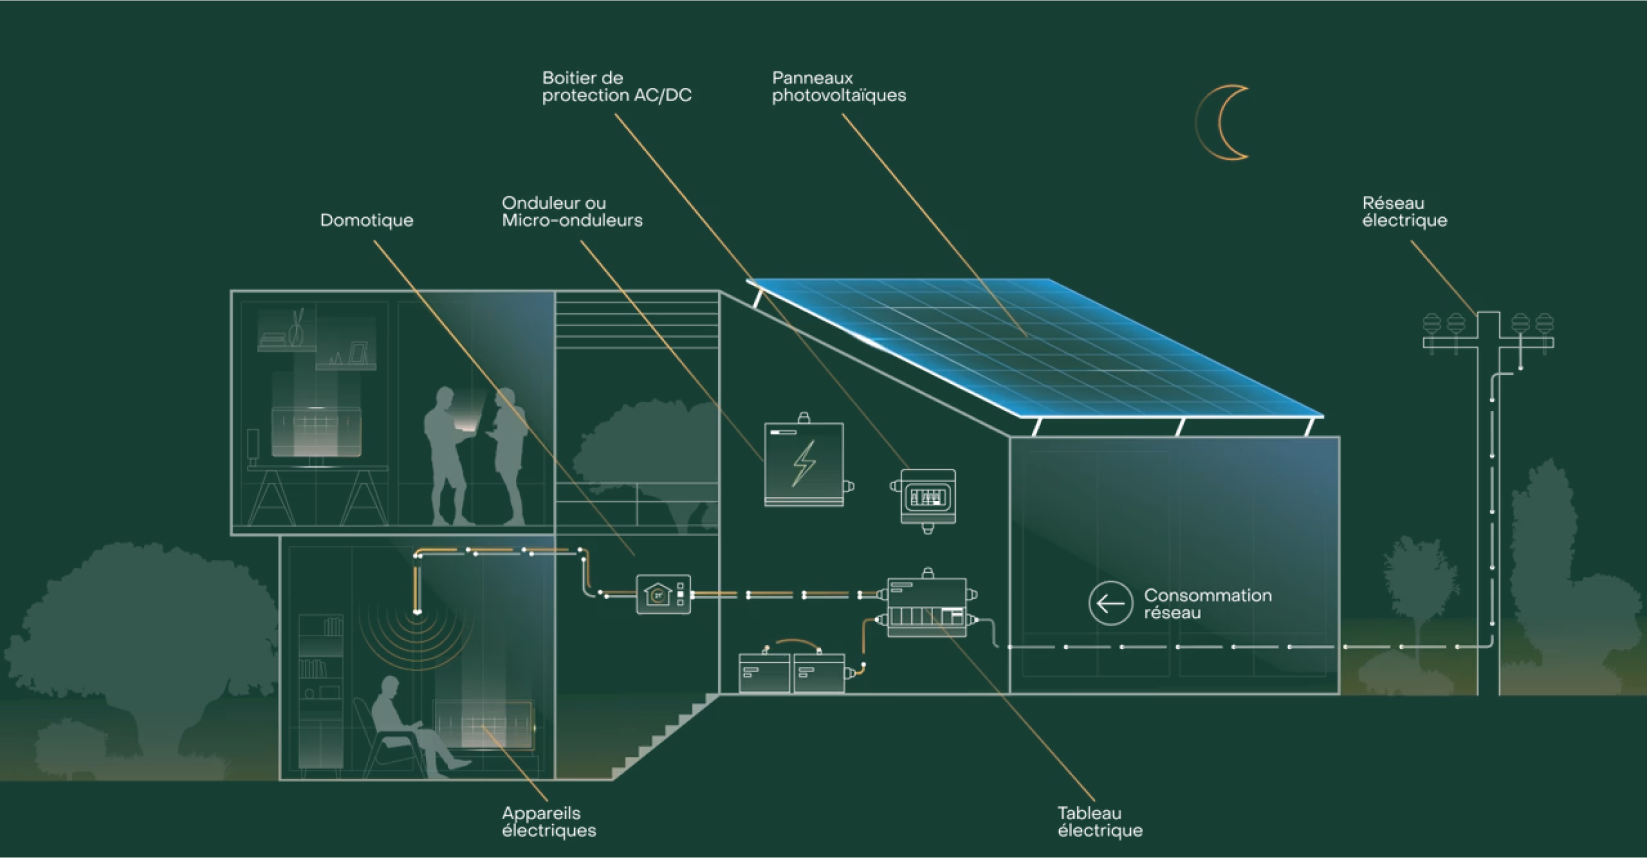 Boitier de
protection AC/DC
Panneaux
photovoltaïques
Onduleur ou
Micro-onduleurs
Domotique
Réseau
électrique
Consommation
réseau
Appareils
électriques
Tableau
électrique